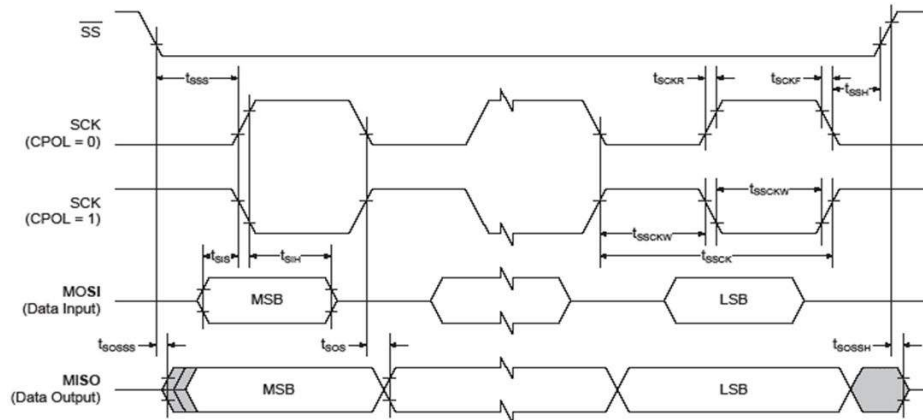 SS
tSSS
tSCKR
tSCKF
tSSH
SCK
(CPOL = 0)
SCK
(CPOL = 1)
tSSCKW
tSSCKW
tSSCK
tSIS
tSIH
MOSI
(Data Input)
MSB
LSB
tSOSSS
tSOS
tSOSSH
MISO
(Data Output)
MSB
LSB